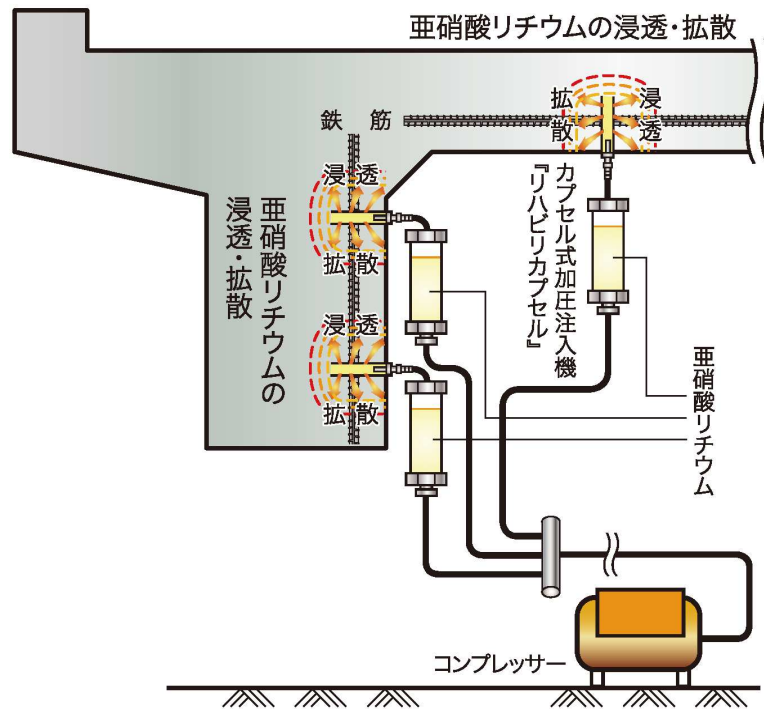 亜硝酸リチウムの浸透・拡散
拡 浸
散 透
鉄 筋
浸 透
拡 散
浸 透
拡 散
亜硝酸リチウムの
浸透・拡散
カプセル式加圧注入機
『リハビリカプセル』
亜硝酸リチウム
コンプレッサー